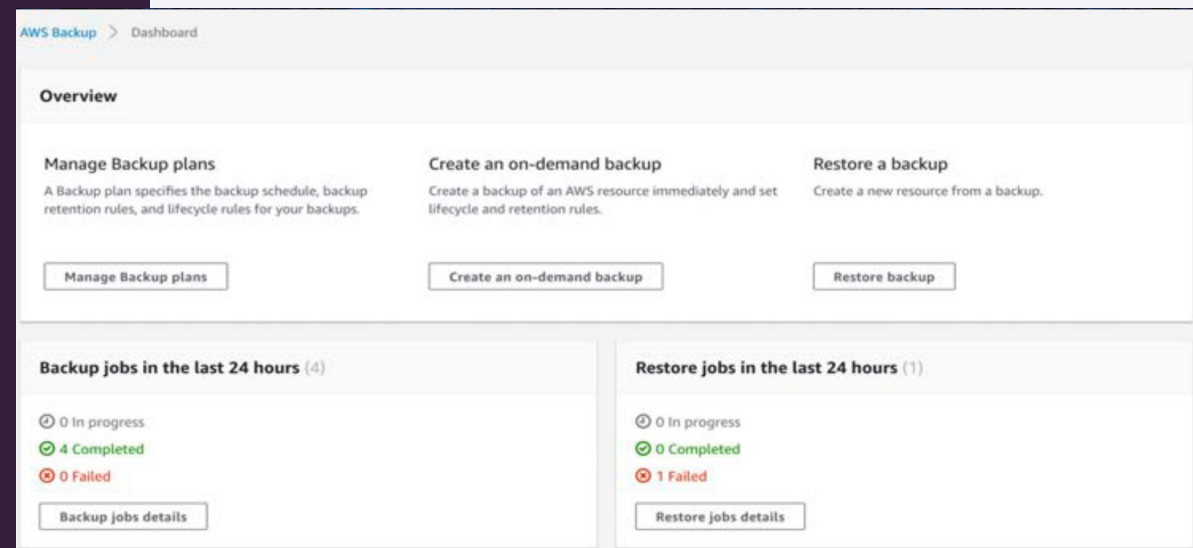 AWS Backup > Dashboard
Overview
Manage Backup plans
A Backup plan specifies the backup schedule, backup
retention rules, and lifecycle rules for your backups.
Manage Backup plans
Create an on-demand backup
Create a backup of an AWS resource immediately and set
lifecycle and retention rules.
Create an on-demand backup
Restore a backup
Create a new resource from a backup.
Restore backup
Backup jobs in the last 24 hours (4)
0 In progress
4 Completed
0 Failed
Backup jobs details
Restore jobs in the last 24 hours (1)
0 In progress
0 Completed
1 Failed
Restore jobs details